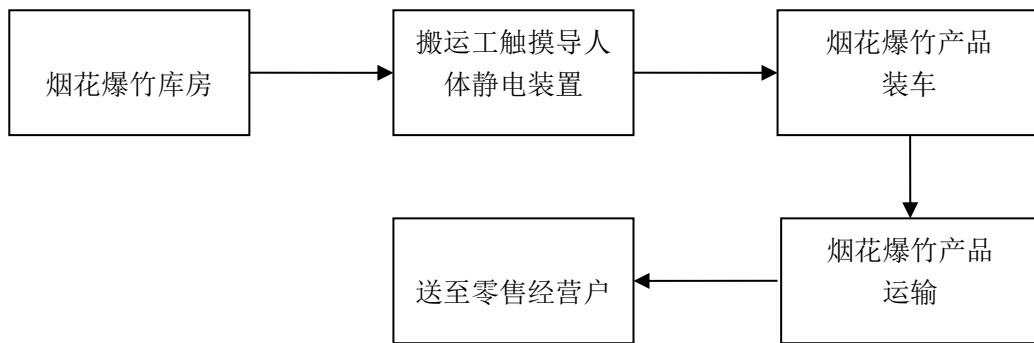 烟花爆竹库房
搬运工触摸导人
体静电装置
烟花爆竹产品
装车
烟花爆竹产品
运输
送至零售经营户